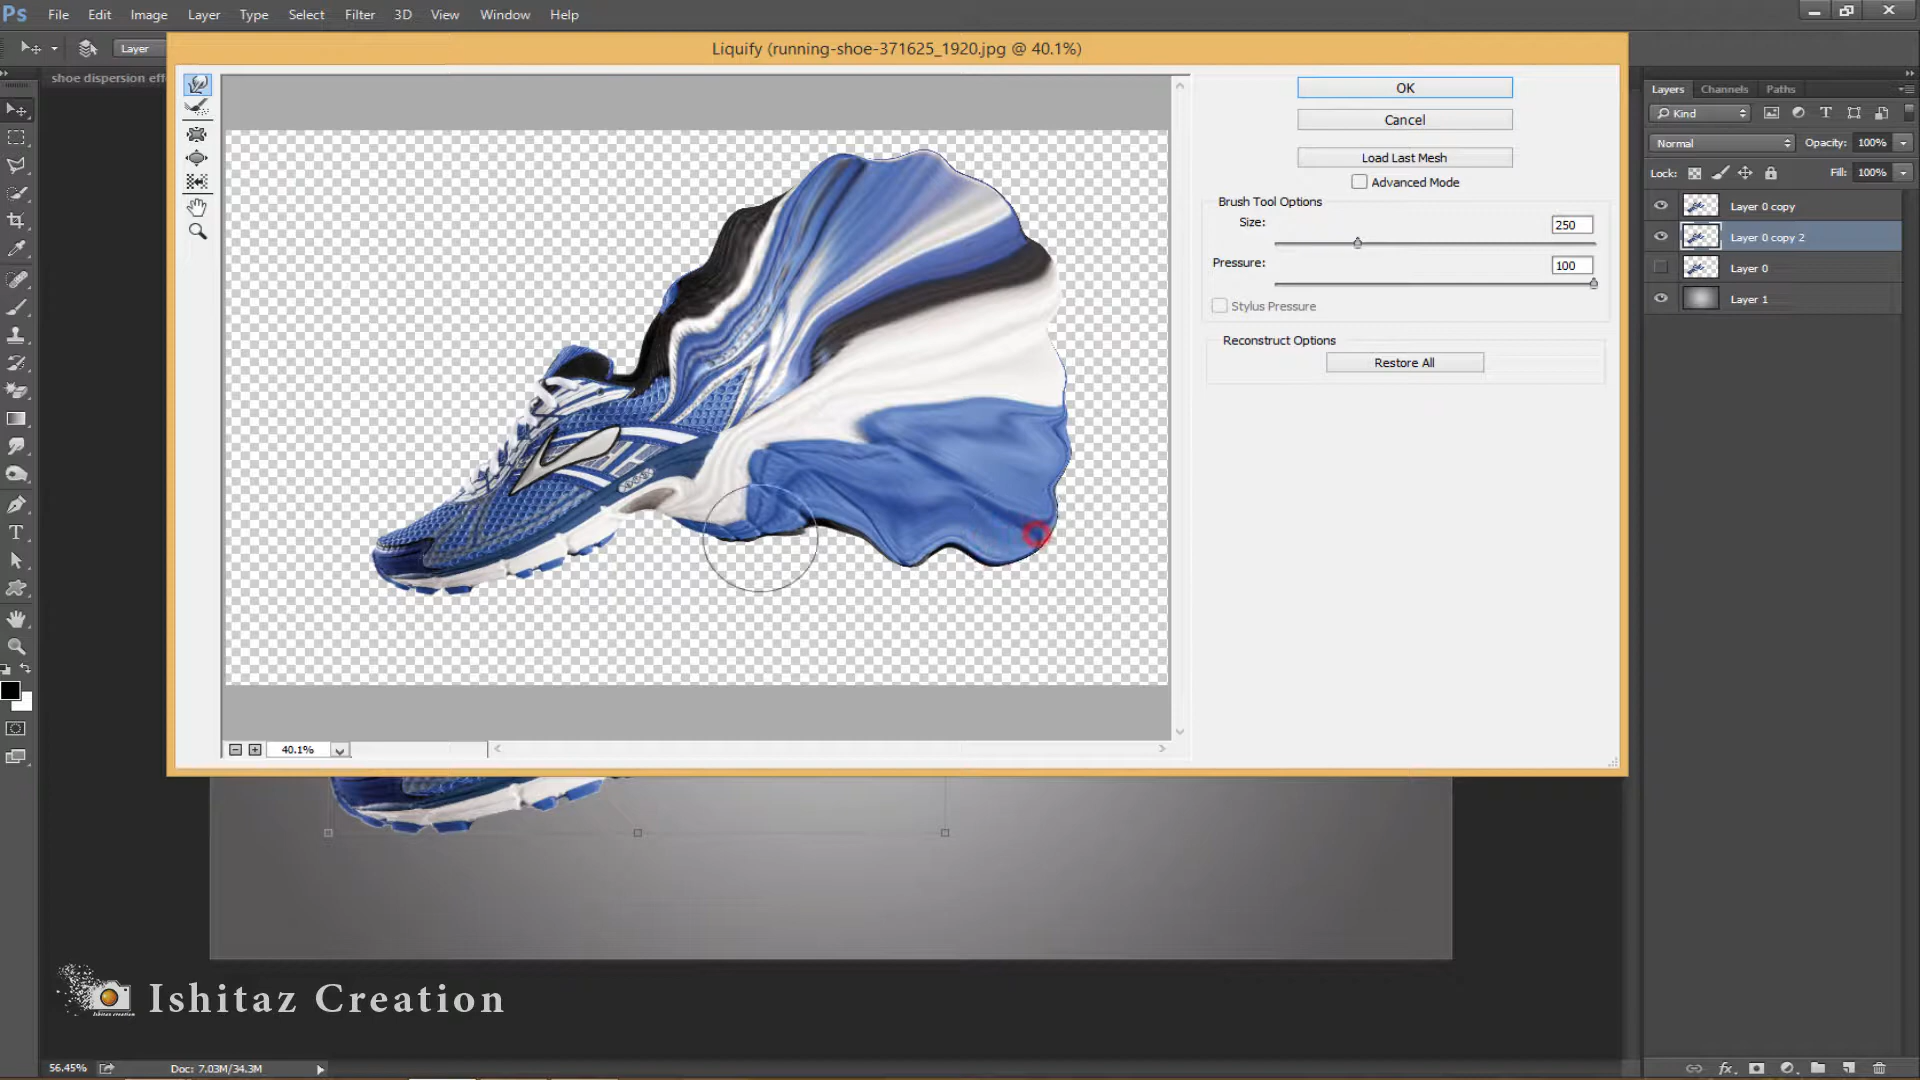 Ps File Edit Image Layer Type Select Filter 3D View Window Help
Layer
Liquify (running-shoe-371625_1920.jpg @ 40.1%)
shoe dispersion eff
OK
Cancel
Load Last Mesh
Advanced Mode
Brush Tool Options
Size: 250
Pressure: 100
Stylus Pressure
Reconstruct Options
Restore All
40.1%
Layers Channels Paths
Kind
Normal Opacity: 100%
Lock: Fill: 100%
Layer 0 copy
Layer 0 copy 2
Layer 0
Layer 1
Ishitaz Creation
56.45% Doc: 7.03M/34.3M